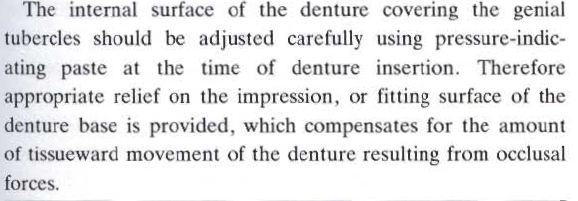 The internal surface of the denture covering the genial
tubercles should be adjusted carefully using pressure-indic-
ating paste at the time of denture insertion. Therefore
appropriate relief on the impression, or fitting surface of the
denture base is provided, which compensates for the amount
of tissueward movement of the denture resulting from occlusal
forces.